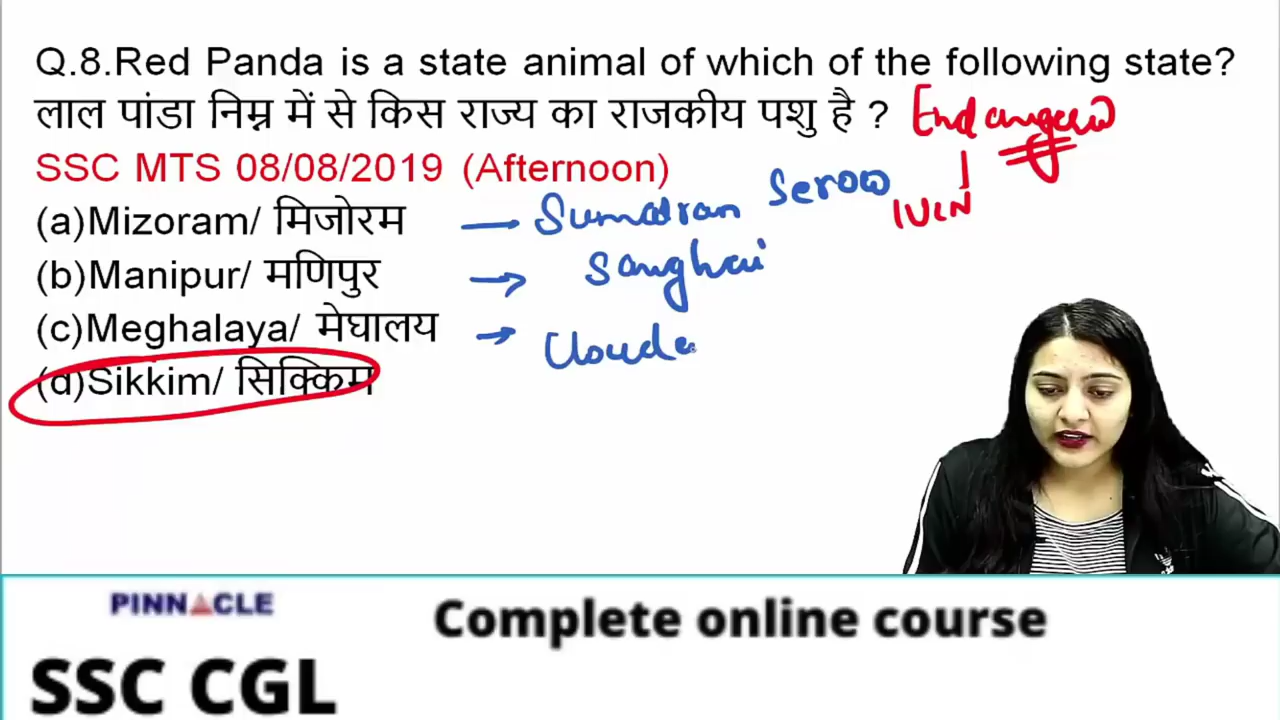 Q.8.Red Panda is a state animal of which of the following state?
लाल पांडा निम्न में से किस राज्य का राजकीय पशु है ? Endangered
SSC MTS 08/08/2019 (Afternoon)
IUCN
(a)Mizoram/ मिजोरम – Sumatran Serow
(b)Manipur/ मणिपुर → Sanghai
(c)Meghalaya/ मेघालय → Cloude
(d)Sikkim/ सिक्किम
PINNACLE
Complete online course
SSC CGL